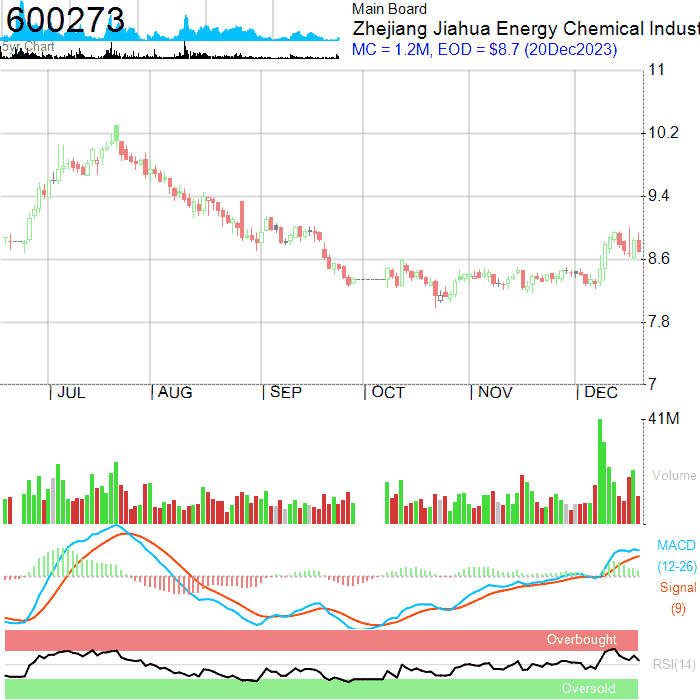 600273
5yr Chart
Main Board
Zhejiang Jiahua Energy Chemical Indust
MC = 1.2M, EOD = $8.7 (20Dec2023)
11
10.2
9.4
8.6
7.8
7
JUL
AUG
SEP
OCT
NOV
DEC
41M
Volume
MACD
(12-26)
Signal
(9)
Overbought
RSI(14)
Oversold